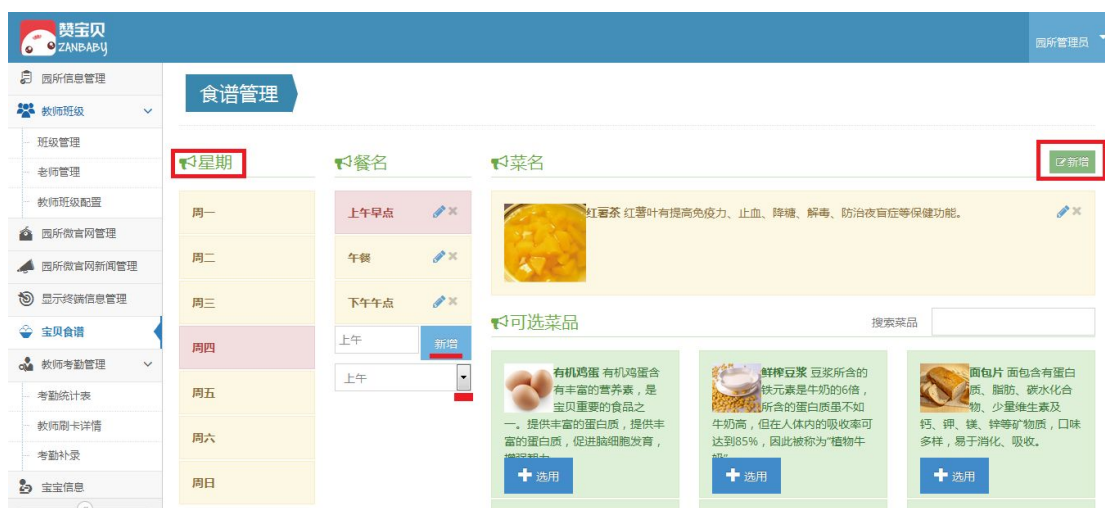 赞宝贝
ZANBABY
园所管理员
园所信息管理
教师班级
班级管理
老师管理
教师班级配置
园所微官网管理
园所微官网新闻管理
显示终端信息管理
宝贝食谱
教师考勤管理
考勤统计表
教师刷卡详情
考勤补录
宝宝信息
食谱管理
星期
周一
周二
周三
周四
周五
周六
周日
餐名
上午早点
午餐
下午午点
上午
新增
上午
菜名
新增
红薯茶 红薯叶有提高免疫力、止血、降糖、解毒、防治夜盲症等保健功能。
可选菜品
搜索菜品
有机鸡蛋 有机鸡蛋含
有丰富的营养素，是
宝贝重要的食品之
一。提供丰富的蛋白质，提供丰
富的蛋白质，促进脑细胞发育，
增强智力
选用
鲜榨豆浆 豆浆所含的
铁元素是牛奶的6倍，
所含的蛋白质虽不如
牛奶高，但在人体内的吸收率可
达到85%，因此被称为"植物牛
奶"
选用
面包片 面包含有蛋白
质、脂肪、碳水化合
物、少量维生素及
钙、钾、镁、锌等矿物质，口味
多样，易于消化、吸收。
选用